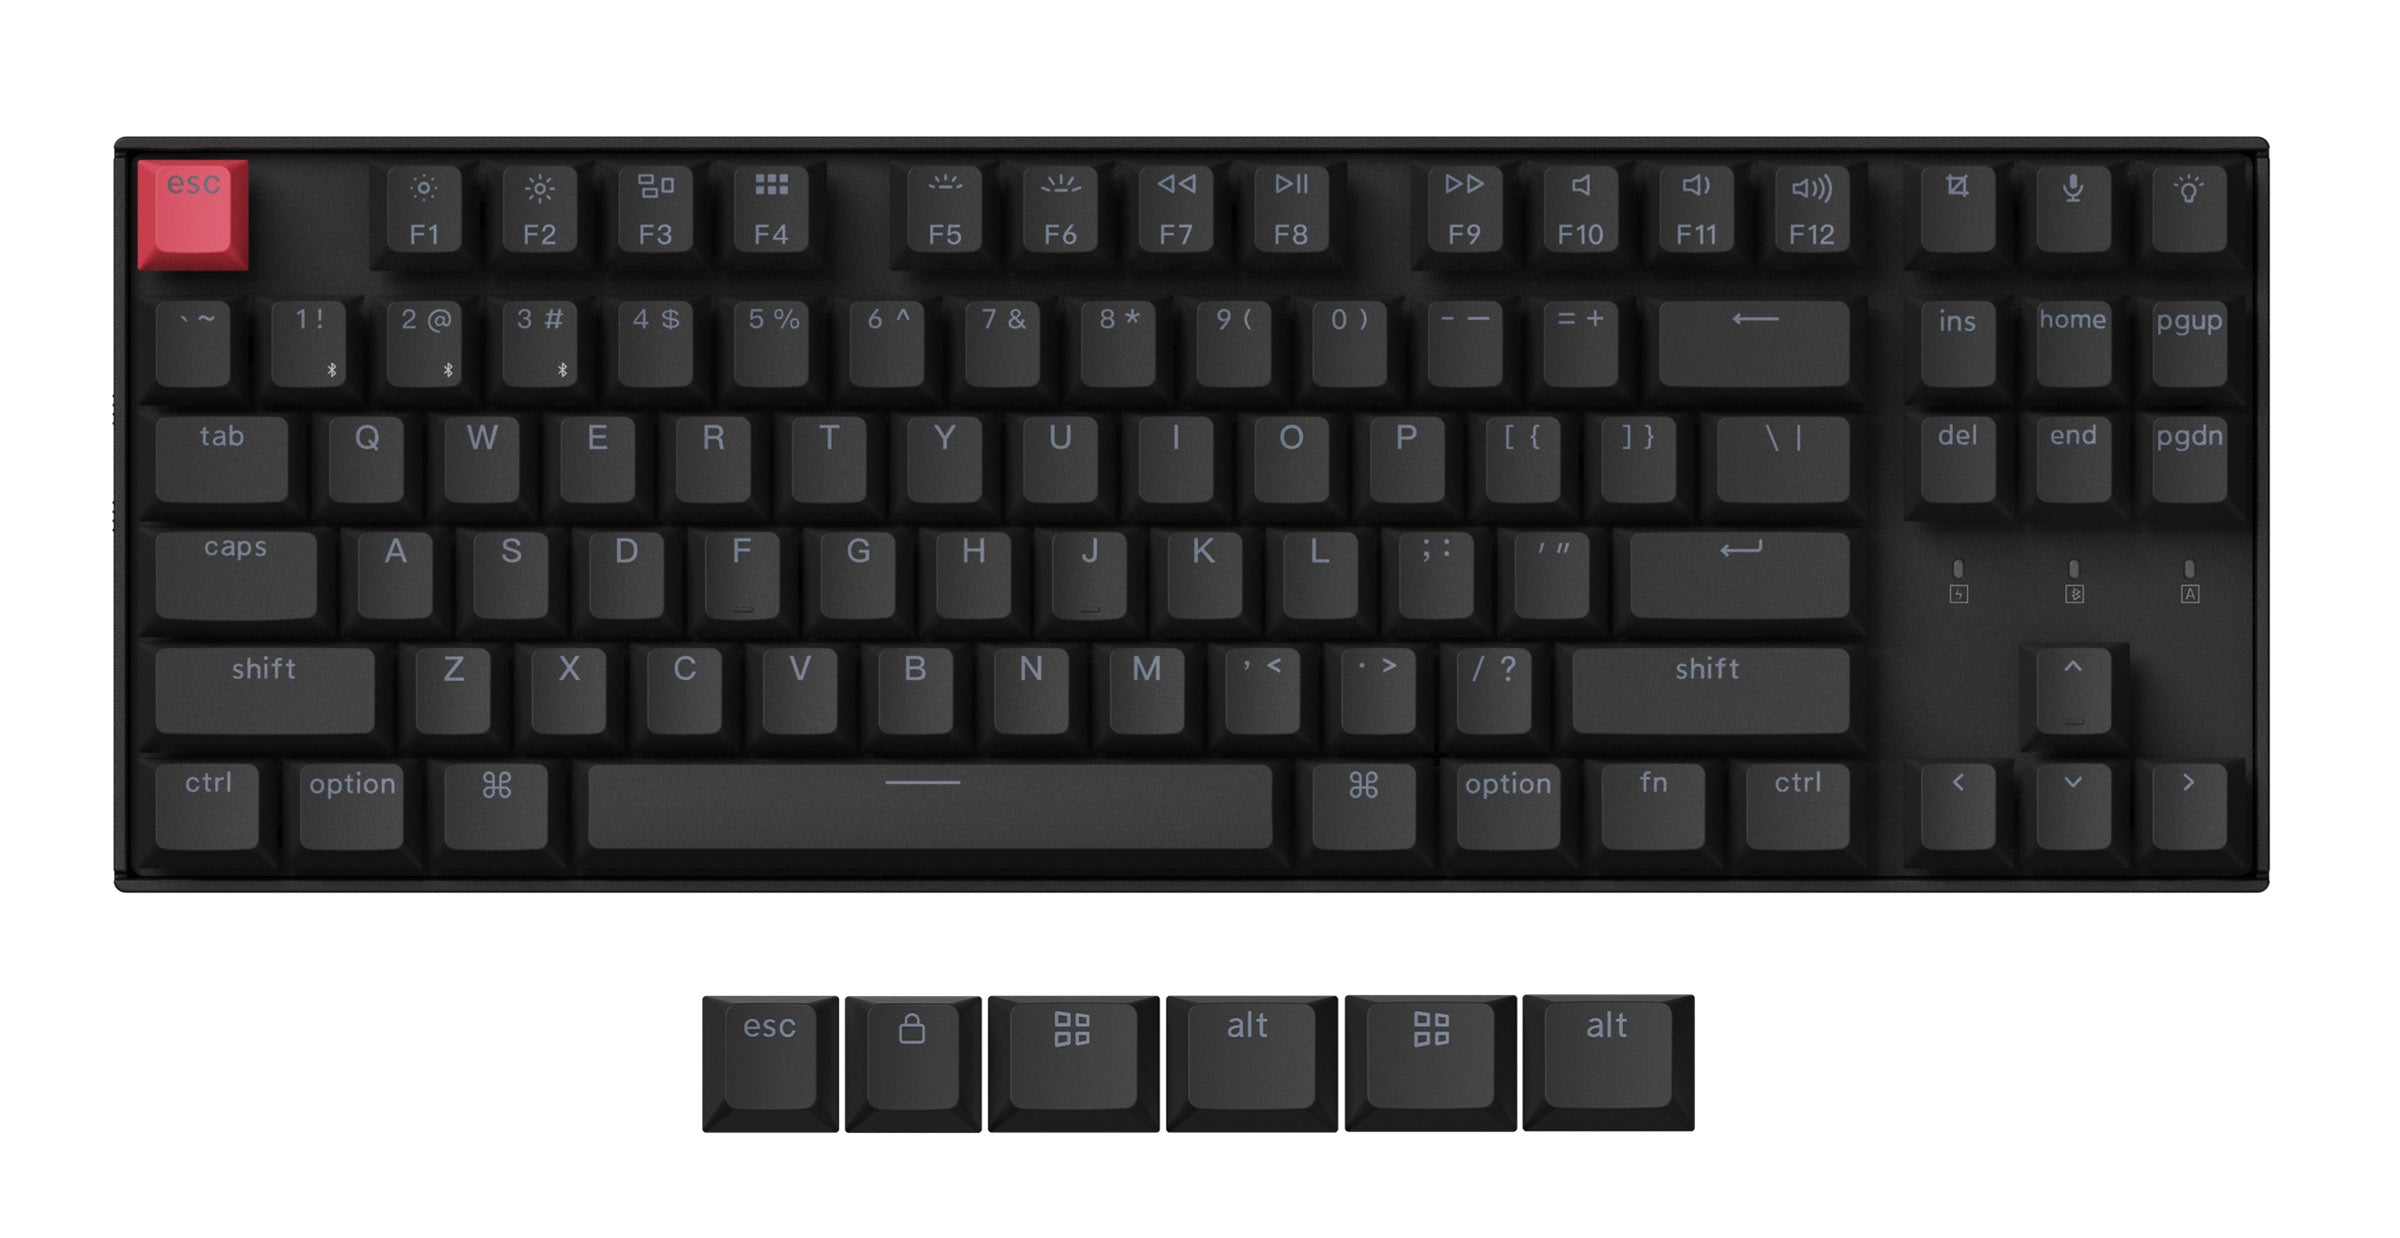 esc
F1 F2 F3 F4 F5 F6 F7 F8 F9 F10 F11 F12
` ~ 1 ! 2 @ 3 # 4 $ 5 % 6 ^ 7 & 8 * 9 ( 0 ) - — = + ← ins home pgup
tab Q W E R T Y U I O P [ { ] } \ | del end pgdn
caps A S D F G H J K L ; : ' "
A
shift Z X C V B N M , < . > / ? shift ^
ctrl option ⌘ ⌘ option fn ctrl < ⌄ >
esc alt alt